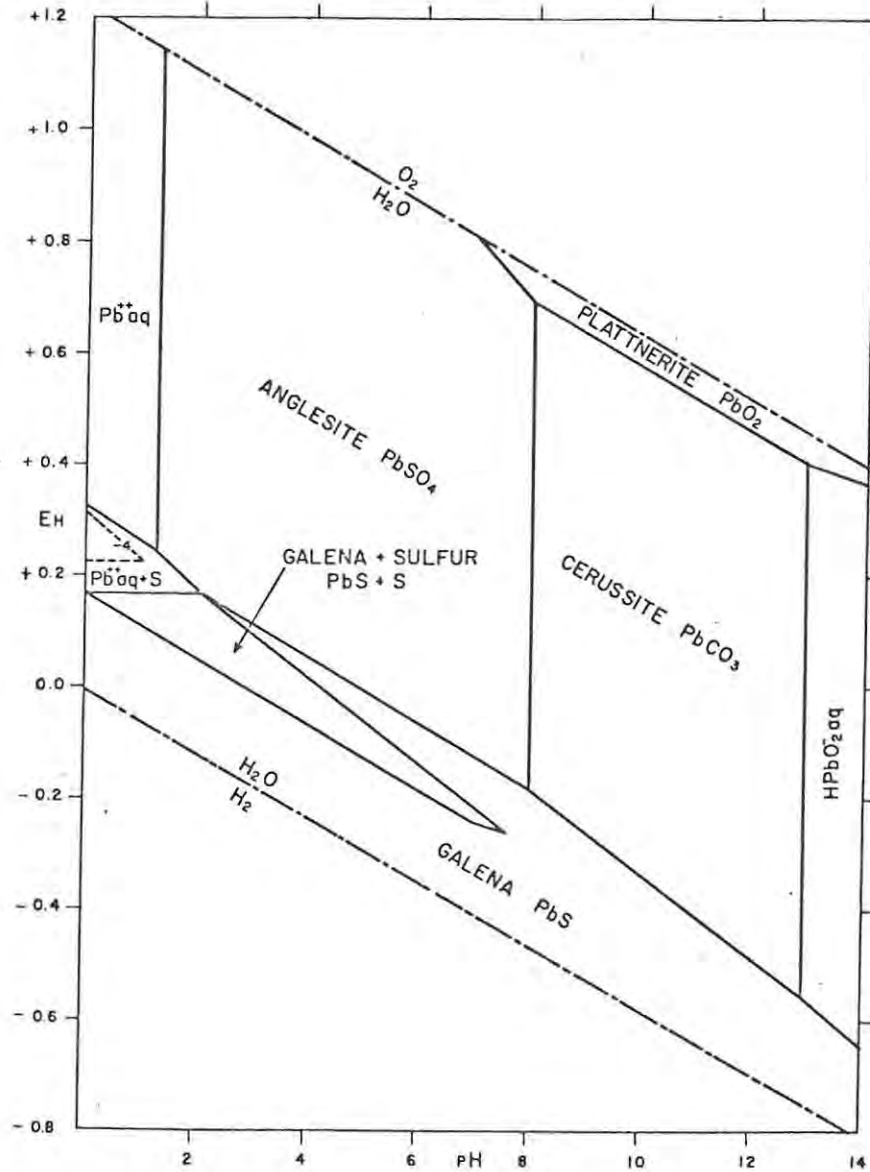 +1.2
+1.0
+0.8
+0.6
+0.4
EH
+0.2
0.0
-0.2
-0.4
-0.6
-0.8
O₂
H₂O
Pb⁺⁺aq
PLATTNERITE PbO₂
ANGLESITE PbSO₄
GALENA + SULFUR
PbS + S
-4
Pb⁺⁺aq+S
CERUSSITE PbCO₃
HPbO₂⁻aq
H₂O
H₂
GALENA PbS
2 4 6 pH 8 10 12 14